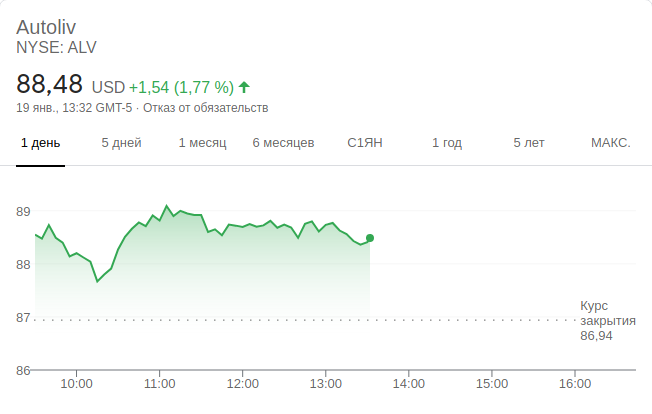 Autoliv
NYSE: ALV
88,48 USD +1,54 (1,77 %)
19 янв., 13:32 GMT-5 · Отказ от обязательств
1 день 5 дней 1 месяц 6 месяцев С1ЯН 1 год 5 лет МАКС.
89
88
87
86
Курс
закрытия
86,94
10:00 11:00 12:00 13:00 14:00 15:00 16:00